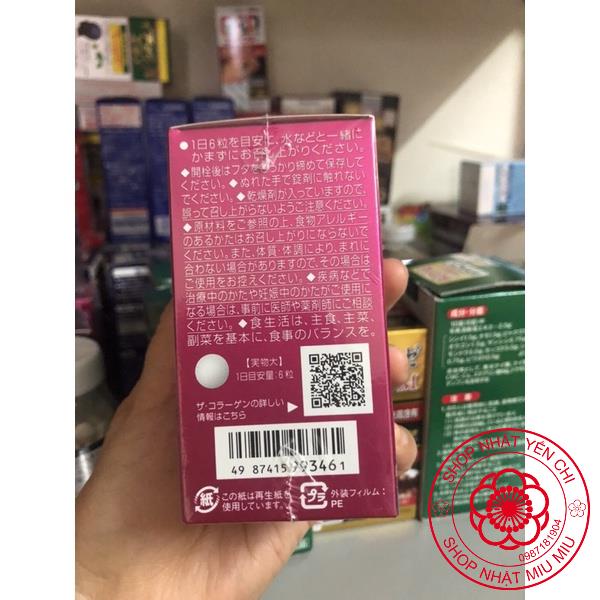 ●1日6粒を目安に、水などと一緒に
かまずにお召し上がりください。
◆開栓後はフタをしっかり締めて保存して
ください。◆ぬれた手で錠剤に触れない
でください。◆乾燥剤が入っていますので、
誤って召し上がらないようご注意ください。
◆原材料をご参照の上、食物アレルギー
のあるかたはお召し上がりにならないで
ください。また、体質・体調により、まれに
合わない場合がありますので、その場合は
ご使用をお控えください。◆疾病などで
治療中のかたや妊娠中のかたがご使用に
なる場合は、事前に医師や薬剤師にご相談
ください。◆食生活は、主食、主菜、
副菜を基本に、食事のバランスを。
【実物大】
1日目安量:6粒
ザ・コラーゲンの詳しい
情報はこちら
4987415993461
紙
この紙は再生紙を
使用しています。
プラ
外装フィルム:
PE
成分・分量
SHOP NHẬT YẾN CHI
0987181904
SHOP NHẬT MIU MIU